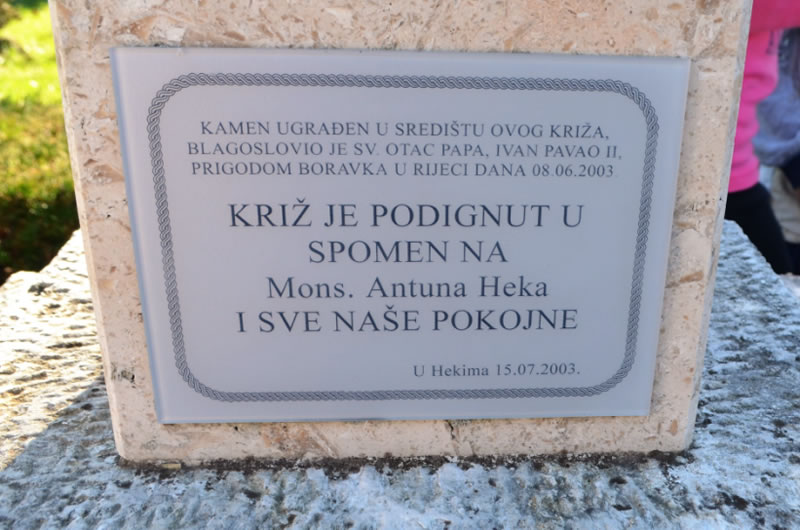 KAMEN UGRAĐEN U SREDIŠTU OVOG KRIŽA,
BLAGOSLOVIO JE SV. OTAC PAPA, IVAN PAVAO II,
PRIGODOM BORAVKA U RIJECI DANA 08.06.2003.
KRIŽ JE PODIGNUT U
SPOMEN NA
Mons. Antuna Heka
I SVE NAŠE POKOJNE
U Hekima 15.07.2003.